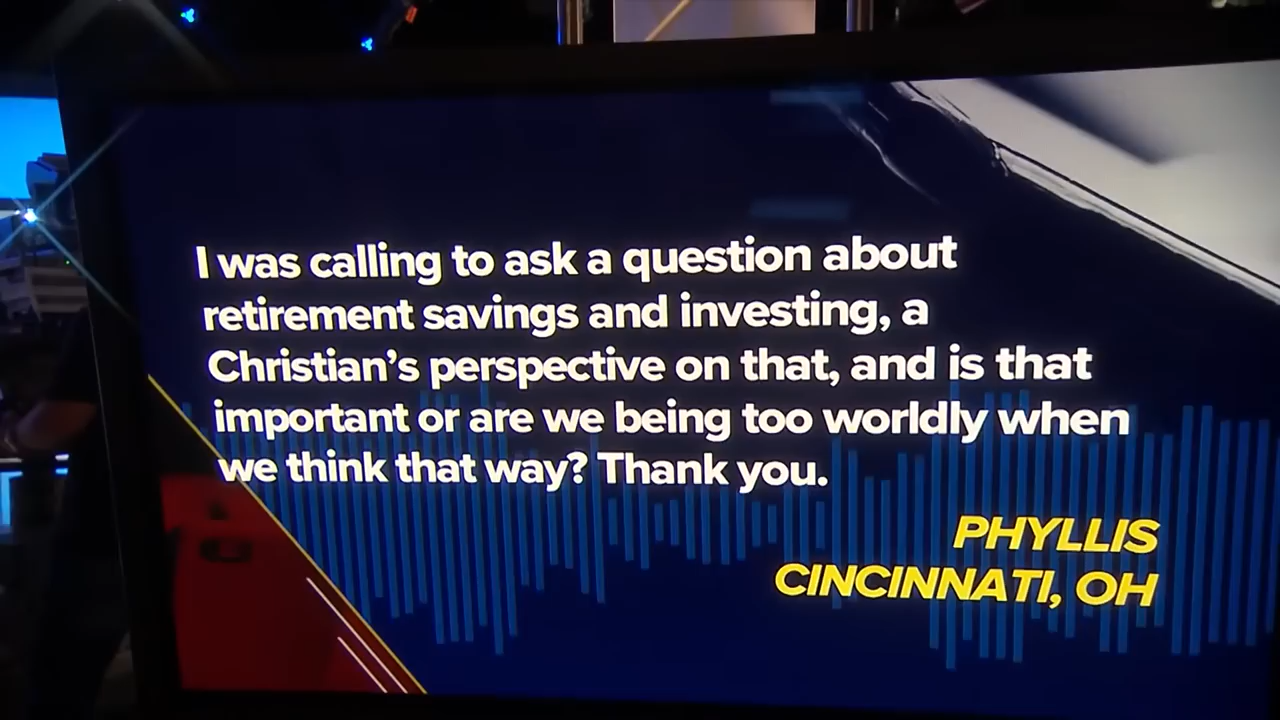 I was calling to ask a question about
retirement savings and investing, a
Christian’s perspective on that, and is that
important or are we being too worldly when
we think that way? Thank you.
PHYLLIS
CINCINNATI, OH